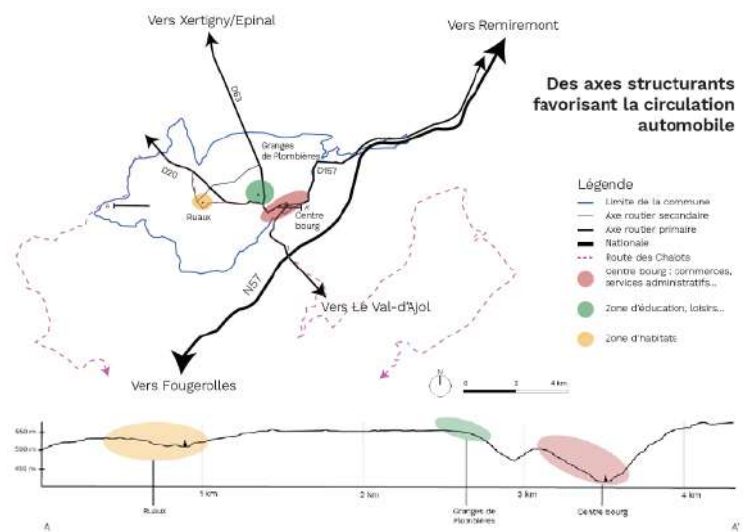 Vers Xertigny/Epinal
Vers Remiremont
Des axes structurants
favorisant la circulation
automobile
D63
Granges
de Plombières
D20
D157
Ruaux
Centre
bourg
N57
Vers Le Val-d'Ajol
Vers Fougerolles
Légende
Limite de la commune
Axe routier secondaire
Axe routier primaire
Nationale
Route des Chalots
Centre bourg : commerces,
services administratifs...
Zone d'éducation, loisirs...
Zone d'habitats
N
0 2 4 km
550 m
500 m
450 m
1 km
2 km
3 km
4 km
Ruaux
Granges de
Plombières
Centre bourg
A
A'